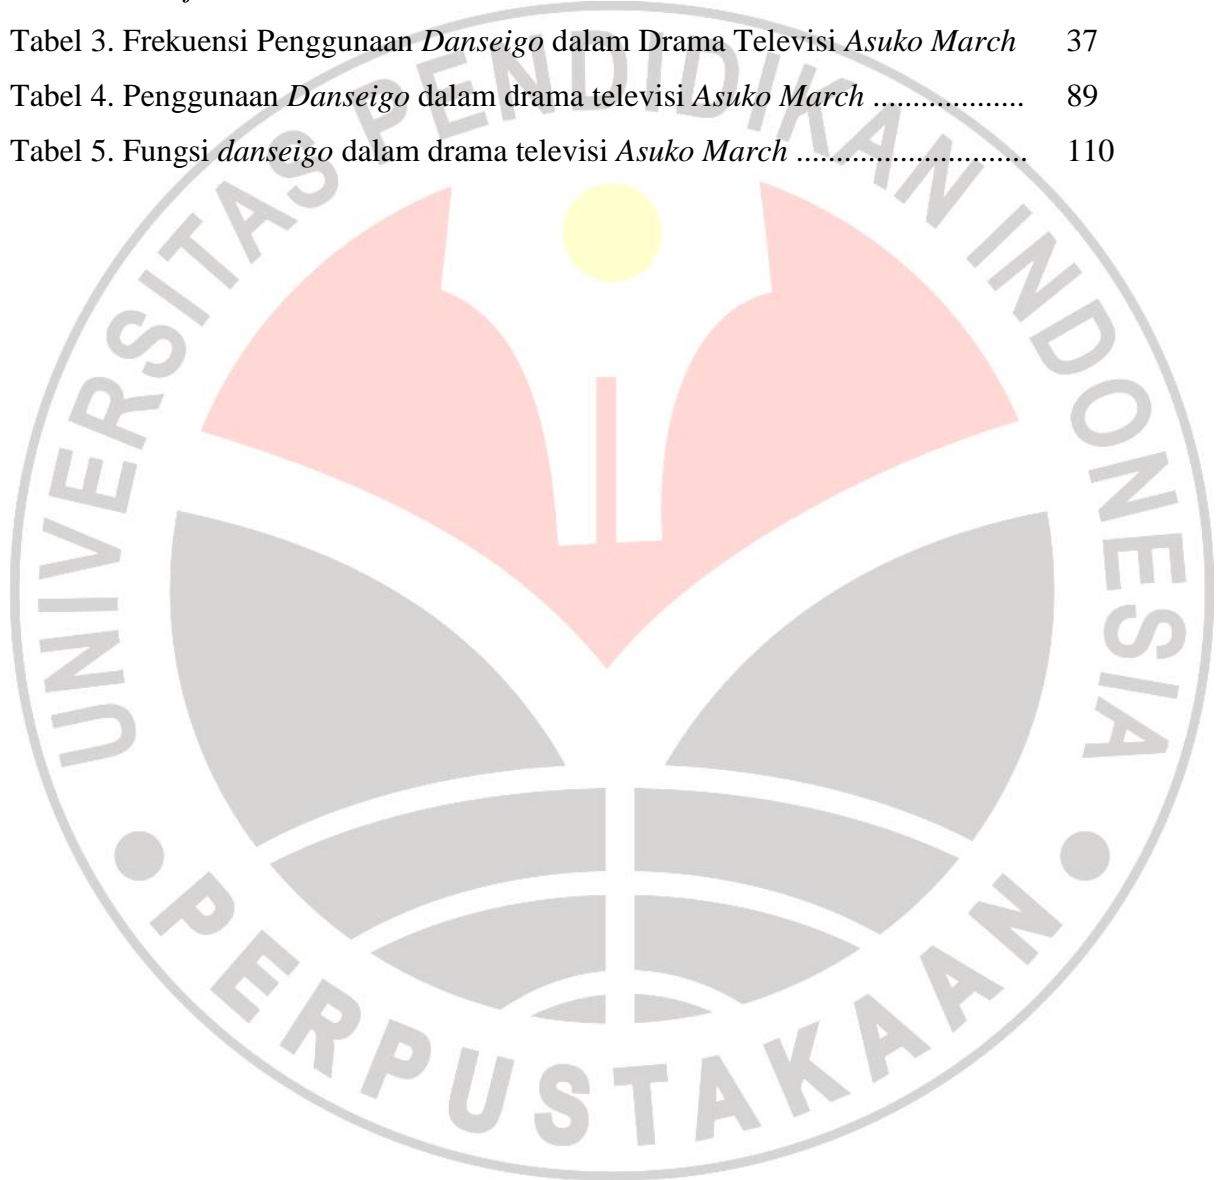 Tabel 3. Frekuensi Penggunaan Danseigo dalam Drama Televisi Asuko March 37
Tabel 4. Penggunaan Danseigo dalam drama televisi Asuko March ................... 89
Tabel 5. Fungsi danseigo dalam drama televisi Asuko March ............................. 110
UNIVERSITAS PENDIDIKAN INDONESIA
PERPUSTAKAAN